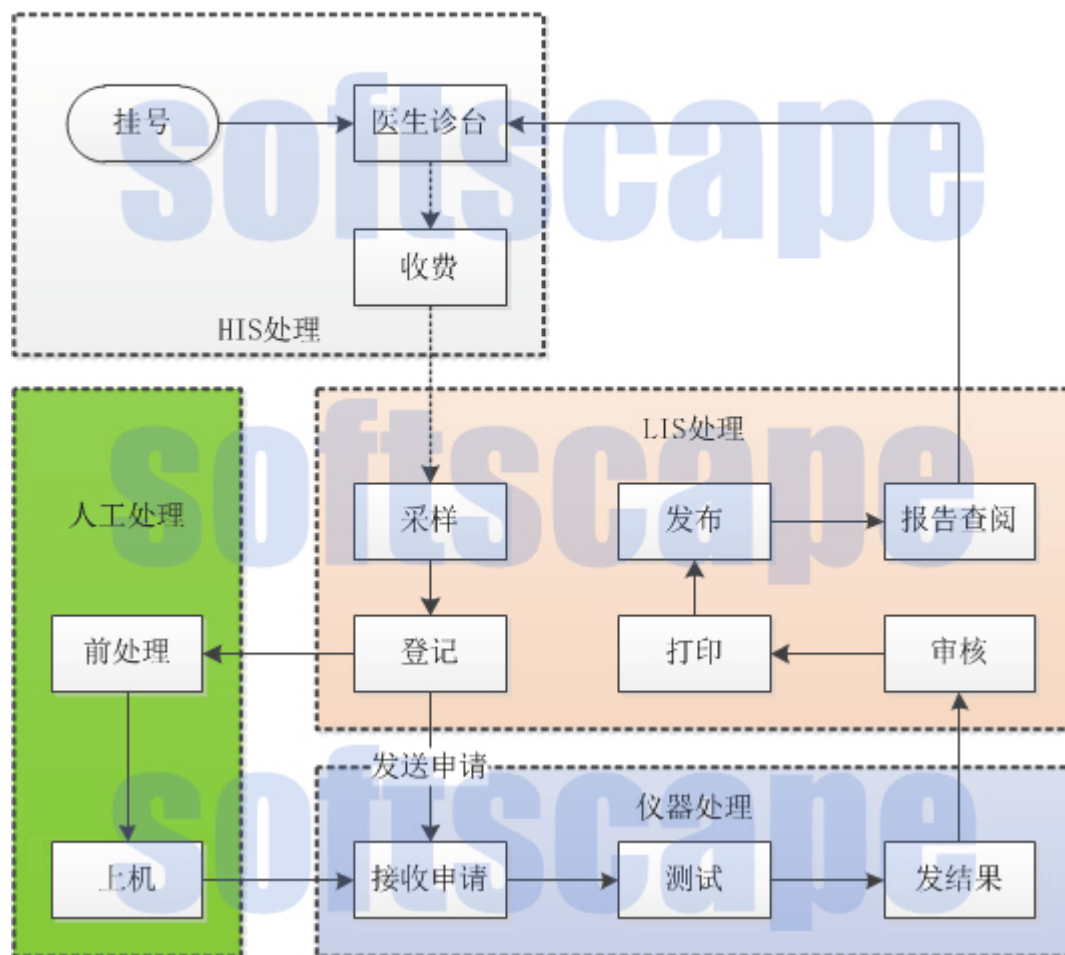 挂号
医生诊台
收费
HIS处理
LIS处理
人工处理
采样
发布
报告查阅
前处理
登记
打印
审核
发送申请
仪器处理
上机
接收申请
测试
发结果
softscape
softscape
softscape